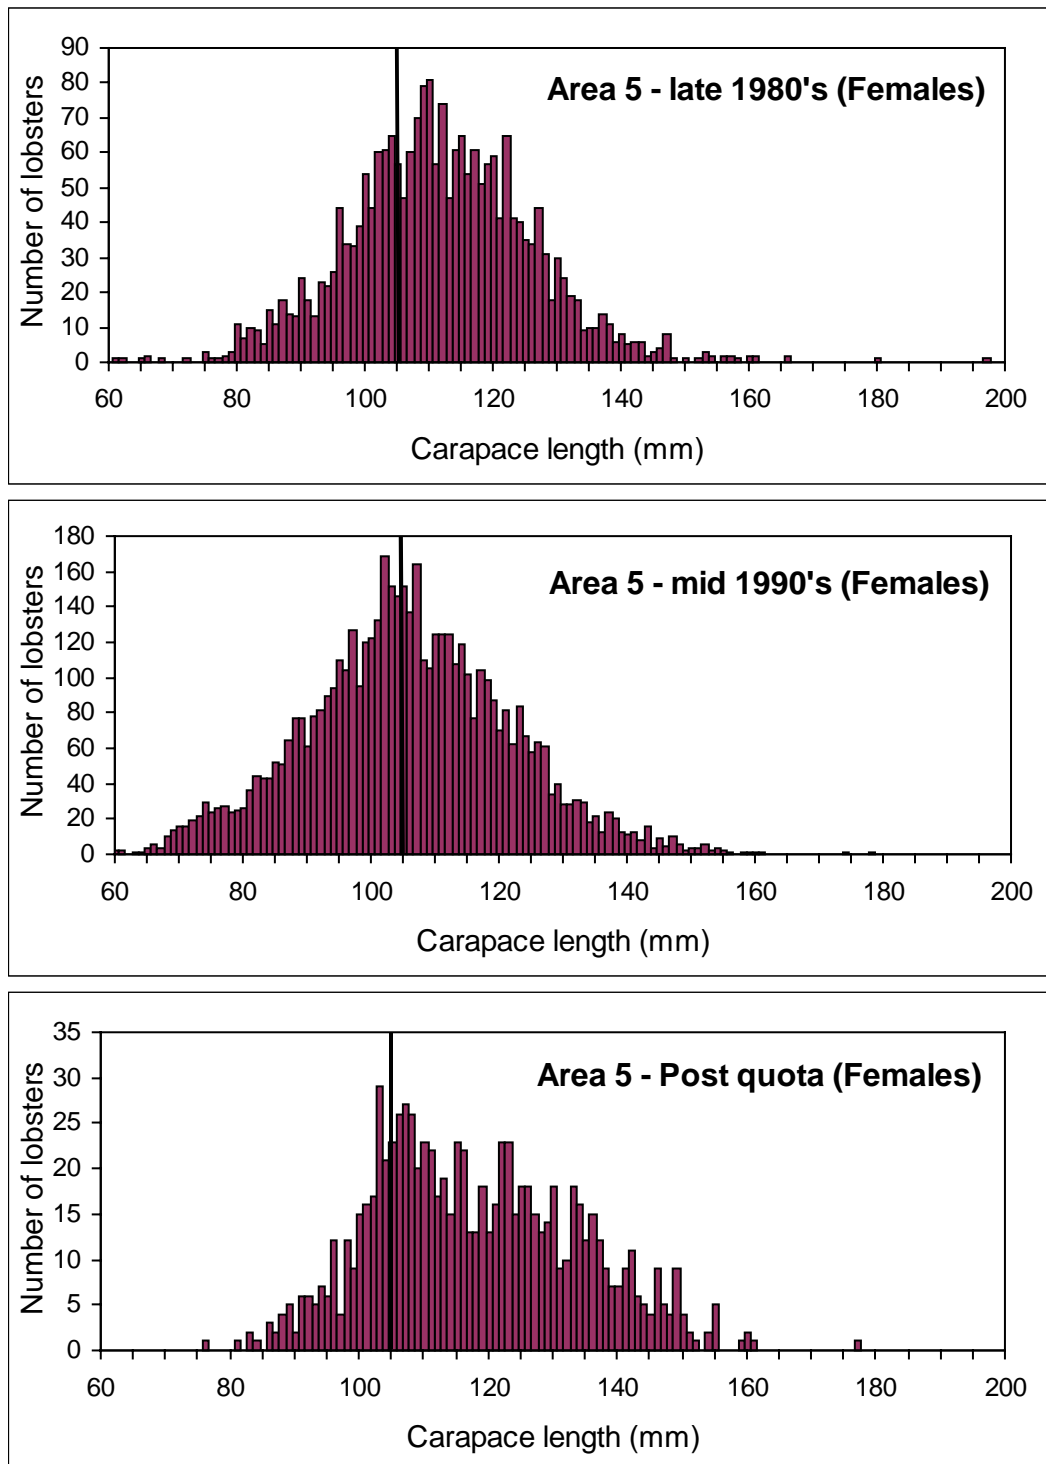 Area 5 - late 1980's (Females)
Number of lobsters
90
80
70
60
50
40
30
20
10
0
60 80 100 120 140 160 180 200
Carapace length (mm)
Area 5 - mid 1990's (Females)
Number of lobsters
180
160
140
120
100
80
60
40
20
0
60 80 100 120 140 160 180 200
Carapace length (mm)
Area 5 - Post quota (Females)
Number of lobsters
35
30
25
20
15
10
5
0
60 80 100 120 140 160 180 200
Carapace length (mm)